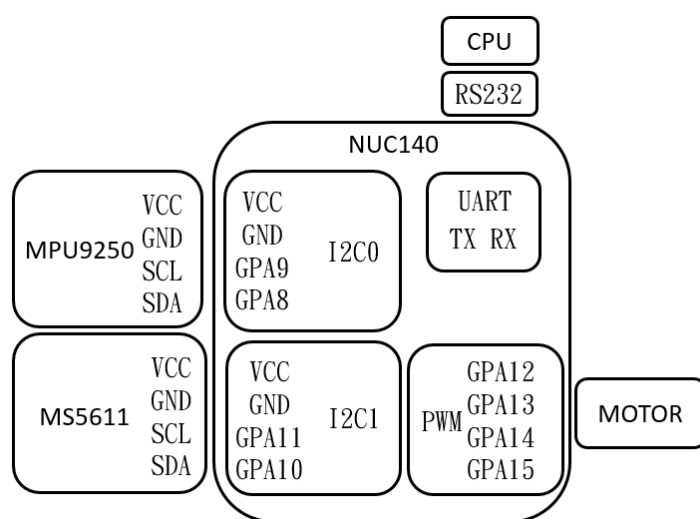 CPU
RS232
NUC140
MPU9250
VCC
GND
SCL
SDA
VCC
GND
GPA9
GPA8
I2C0
UART
TX RX
MS5611
VCC
GND
SCL
SDA
VCC
GND
GPA11
GPA10
I2C1
PWM
GPA12
GPA13
GPA14
GPA15
MOTOR